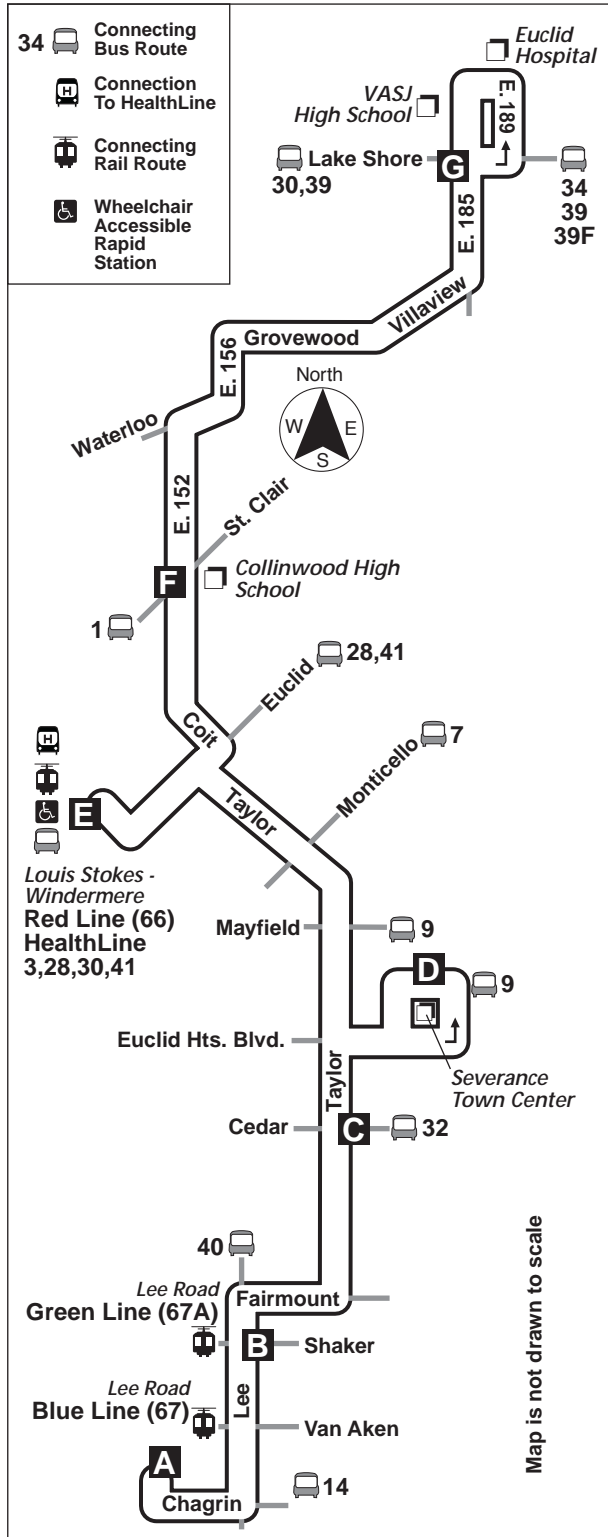 34 Connecting
Bus Route
H Connection
To HealthLine
Connecting
Rail Route
Wheelchair
Accessible
Rapid
Station
Euclid
Hospital
VASJ
High School
E. 189
Lake Shore
G
30,39
34
39
39F
E. 185
Villaview
Grovewood
E. 156
North
W E
S
Waterloo
E. 152
St. Clair
F
Collinwood High
School
1
Euclid 28,41
Coit
H
E
Taylor
Monticello 7
Louis Stokes -
Windermere
Red Line (66)
HealthLine
3,28,30,41
Mayfield 9
D
9
Euclid Hts. Blvd.
Taylor
Severance
Town Center
Cedar C 32
40
Lee Road
Green Line (67A)
Fairmount
B Shaker
Lee Road
Blue Line (67)
Lee
Van Aken
A
14
Chagrin
Map is not drawn to scale